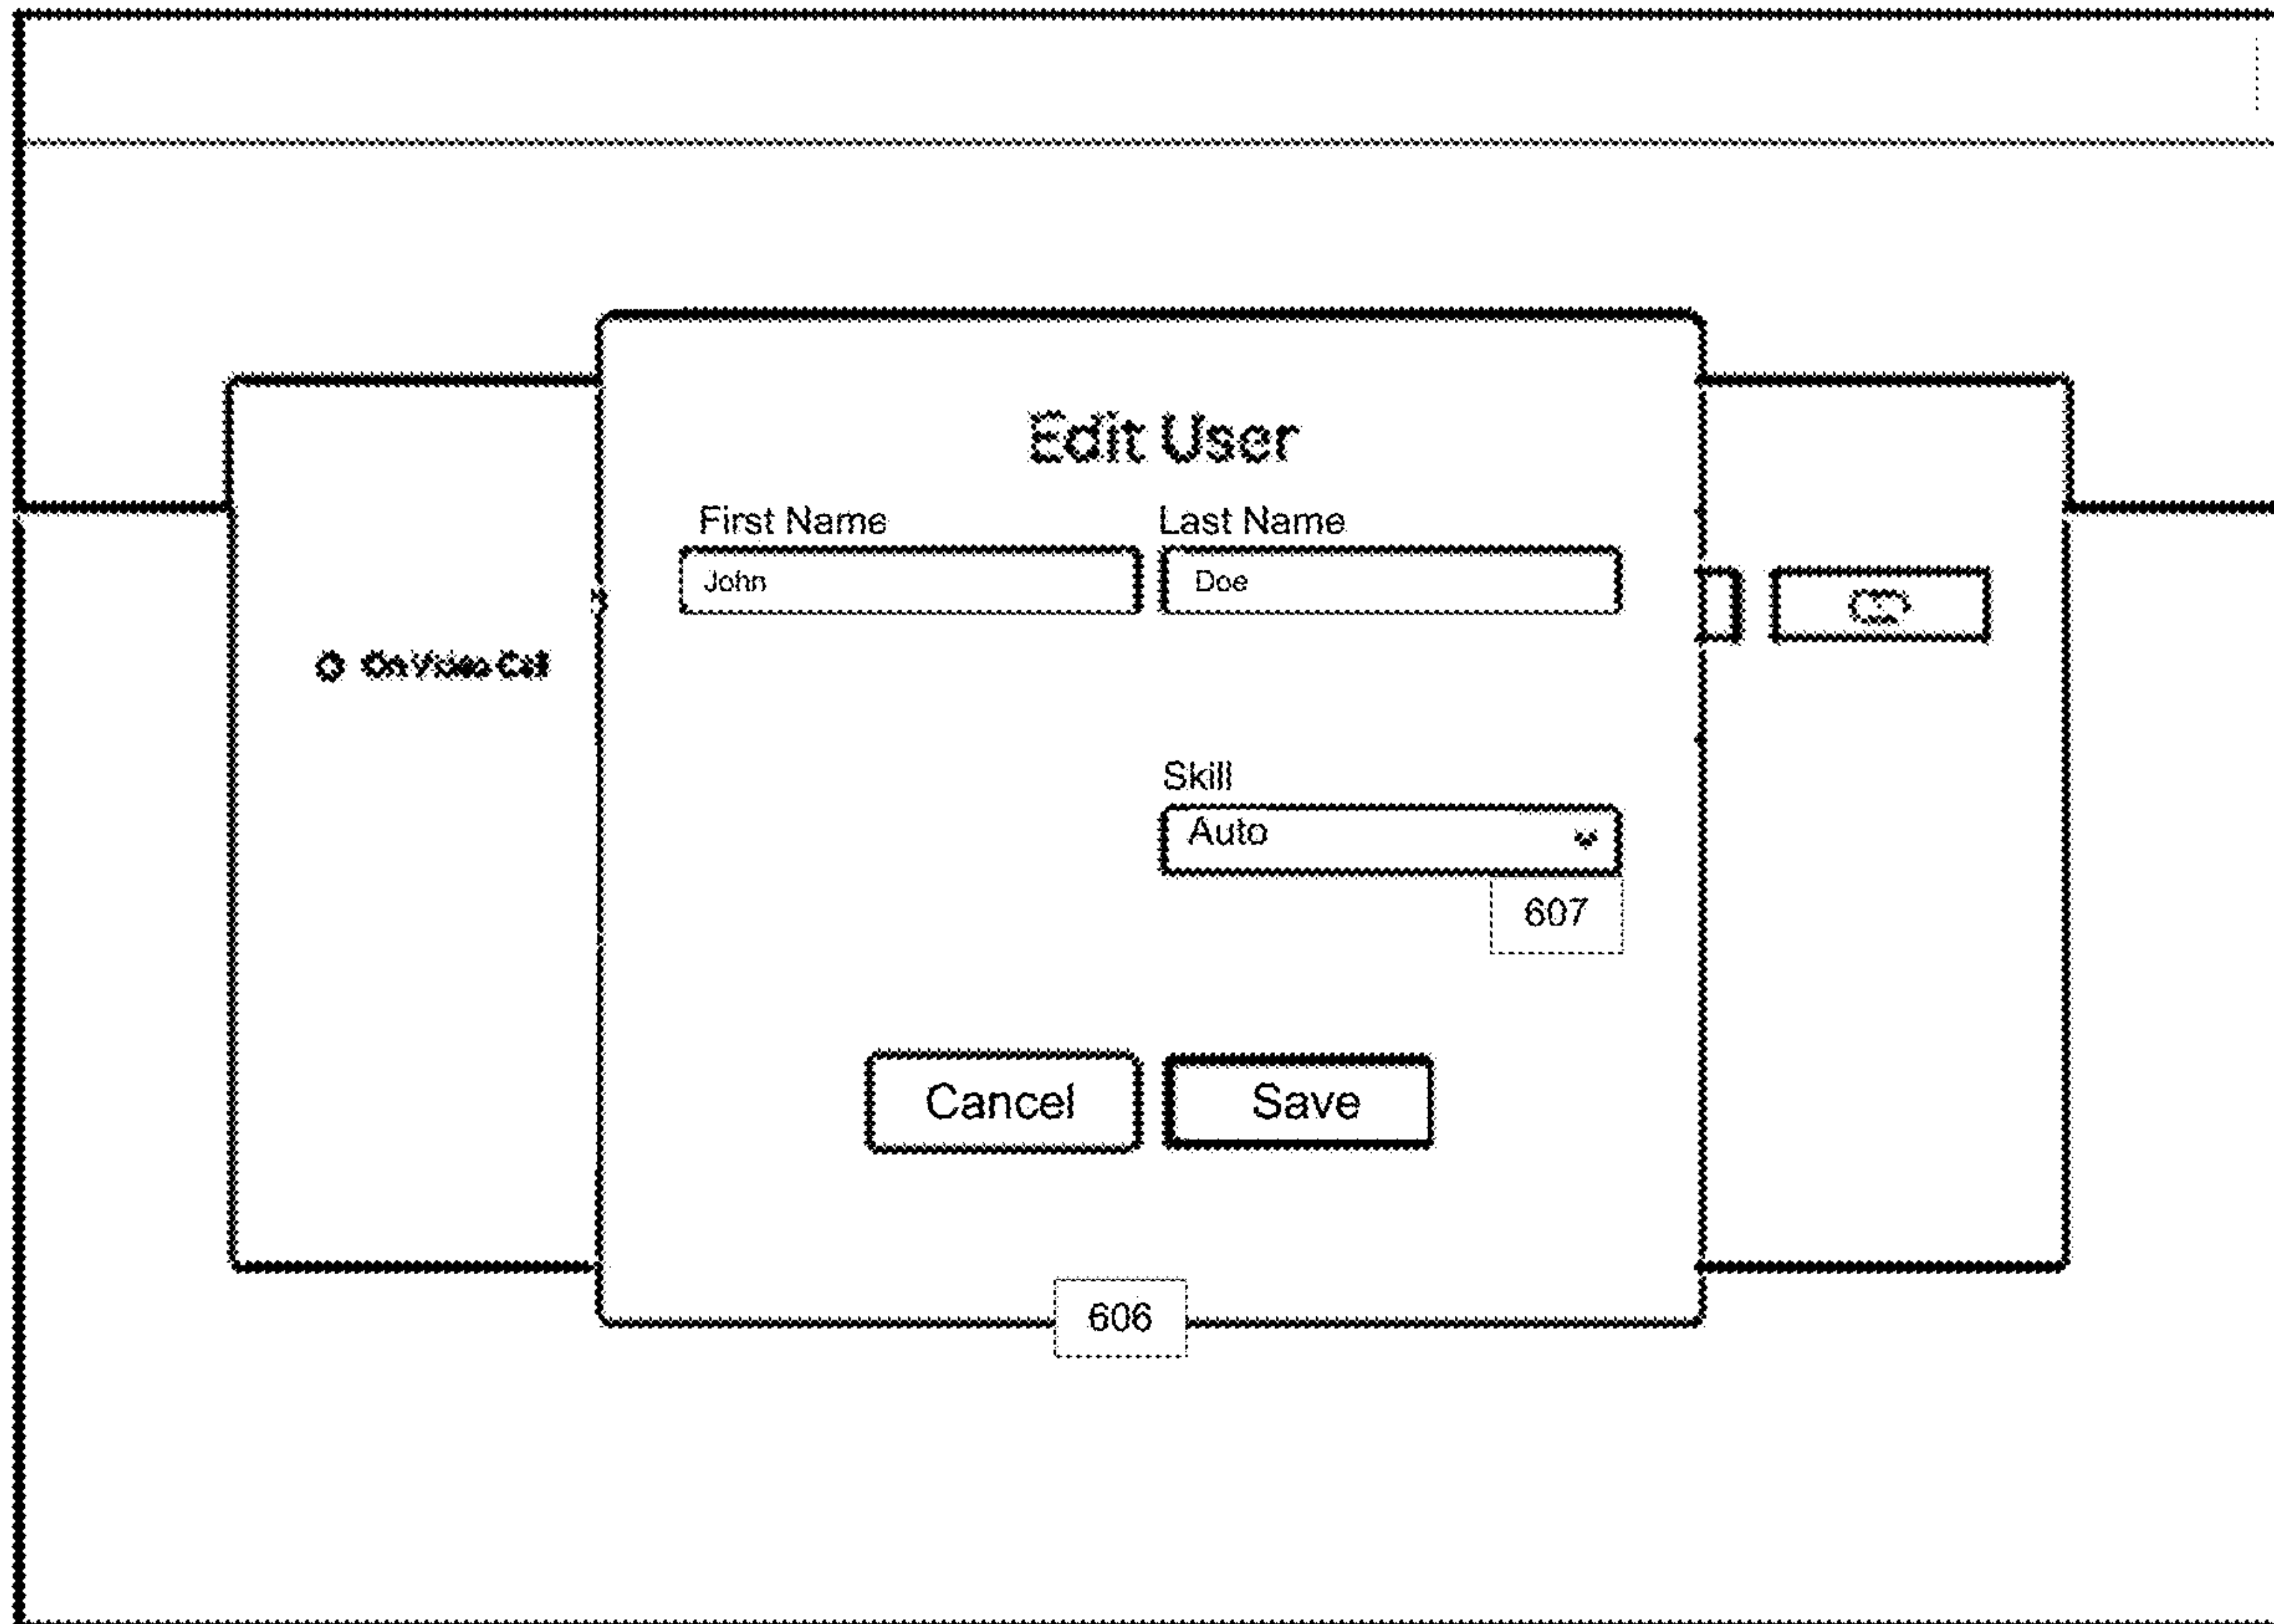 Edit User
First Name Last Name
John Doe
On Video Call
Skill
Auto
607
Cancel Save
606